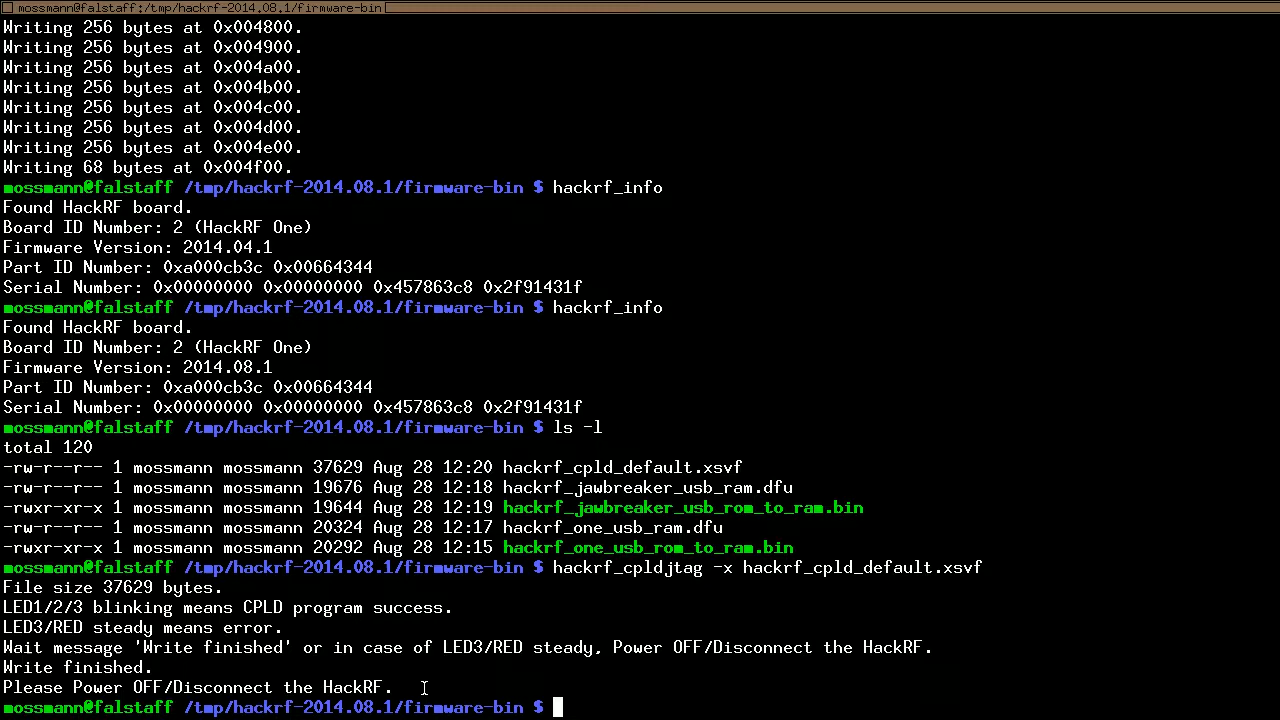 mossmann@falstaff:/tmp/hackrf-2014.08.1/firmware-bin
Writing 256 bytes at 0x004800.
Writing 256 bytes at 0x004900.
Writing 256 bytes at 0x004a00.
Writing 256 bytes at 0x004b00.
Writing 256 bytes at 0x004c00.
Writing 256 bytes at 0x004d00.
Writing 256 bytes at 0x004e00.
Writing 68 bytes at 0x004f00.
mossmann@falstaff /tmp/hackrf-2014.08.1/firmware-bin $ hackrf_info
Found HackRF board.
Board ID Number: 2 (HackRF One)
Firmware Version: 2014.04.1
Part ID Number: 0xa000cb3c 0x00664344
Serial Number: 0x00000000 0x00000000 0x457863c8 0x2f91431f
mossmann@falstaff /tmp/hackrf-2014.08.1/firmware-bin $ hackrf_info
Found HackRF board.
Board ID Number: 2 (HackRF One)
Firmware Version: 2014.08.1
Part ID Number: 0xa000cb3c 0x00664344
Serial Number: 0x00000000 0x00000000 0x457863c8 0x2f91431f
mossmann@falstaff /tmp/hackrf-2014.08.1/firmware-bin $ ls -l
total 120
-rw-r--r-- 1 mossmann mossmann 37629 Aug 28 12:20 hackrf_cpld_default.xsvf
-rw-r--r-- 1 mossmann mossmann 19676 Aug 28 12:18 hackrf_jawbreaker_usb_ram.dfu
-rwxr-xr-x 1 mossmann mossmann 19644 Aug 28 12:19 hackrf_jawbreaker_usb_rom_to_ram.bin
-rw-r--r-- 1 mossmann mossmann 20324 Aug 28 12:17 hackrf_one_usb_ram.dfu
-rwxr-xr-x 1 mossmann mossmann 20292 Aug 28 12:15 hackrf_one_usb_rom_to_ram.bin
mossmann@falstaff /tmp/hackrf-2014.08.1/firmware-bin $ hackrf_cpldjtag -x hackrf_cpld_default.xsvf
File size 37629 bytes.
LED1/2/3 blinking means CPLD program success.
LED3/RED steady means error.
Wait message 'Write finished' or in case of LED3/RED steady, Power OFF/Disconnect the HackRF.
Write finished.
Please Power OFF/Disconnect the HackRF.
mossmann@falstaff /tmp/hackrf-2014.08.1/firmware-bin $